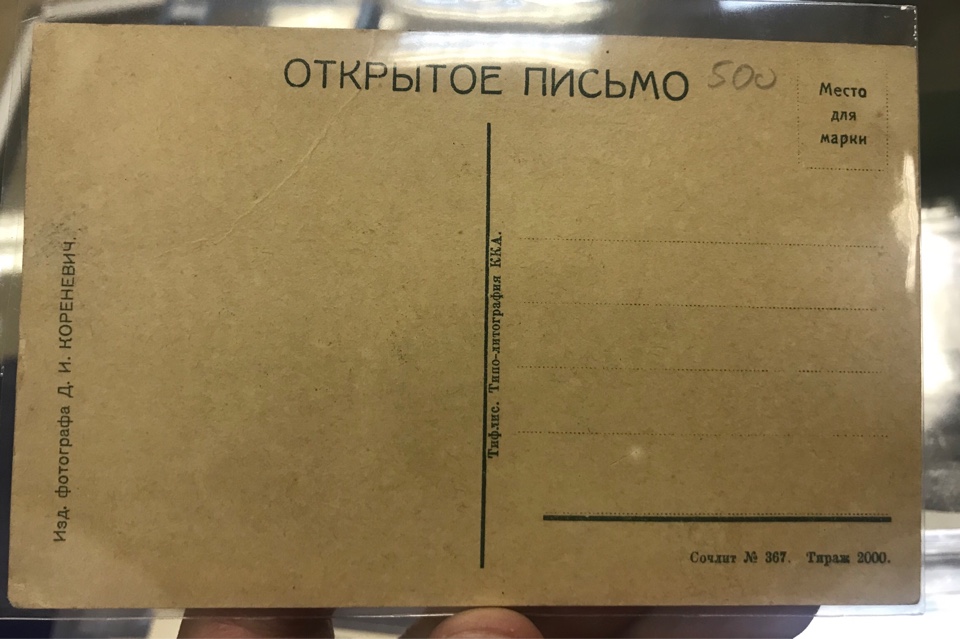 ОТКРЫТОЕ ПИСЬМО
500
Место
для
марки
Изд. фотографа Д. И. КОРЕНЕВИЧ.
Тифлис. Типо-литография ККА.
Сочлит № 367. Тираж 2000.